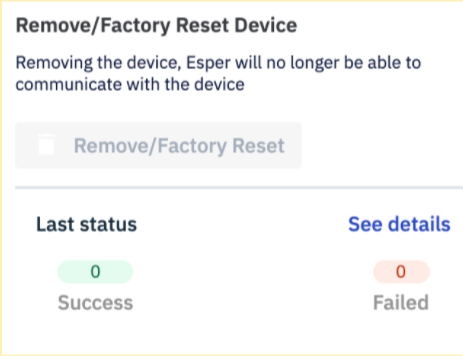 Remove/Factory Reset Device
Removing the device, Esper will no longer be able to
communicate with the device
Remove/Factory Reset
Last status See details
0 0
Success Failed